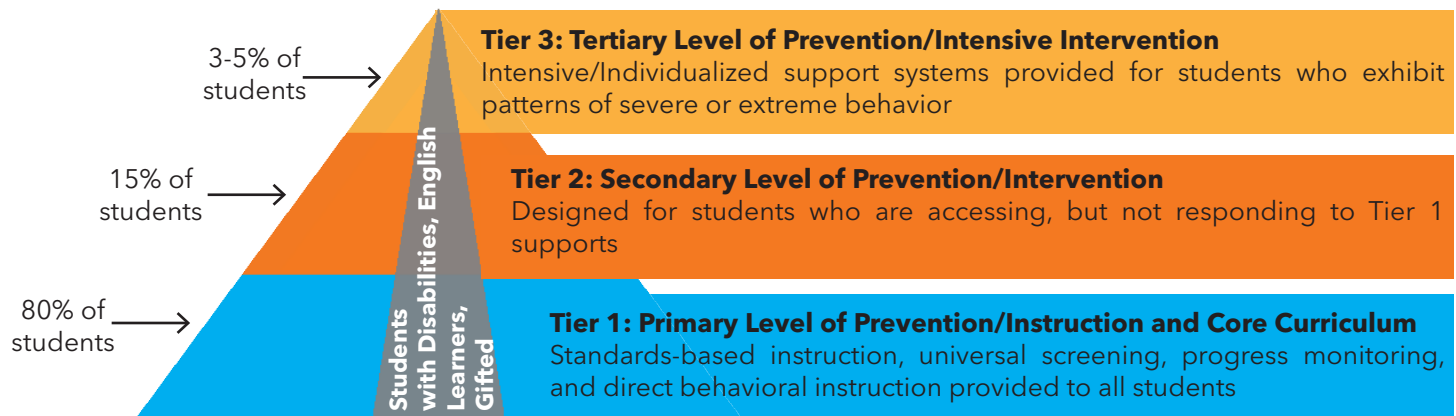 3-5% of
students
Tier 3: Tertiary Level of Prevention/Intensive Intervention
Intensive/Individualized support systems provided for students who exhibit
patterns of severe or extreme behavior
15% of
students
Tier 2: Secondary Level of Prevention/Intervention
Designed for students who are accessing, but not responding to Tier 1
supports
80% of
students
Tier 1: Primary Level of Prevention/Instruction and Core Curriculum
Standards-based instruction, universal screening, progress monitoring,
and direct behavioral instruction provided to all students
Students
with Disabilities, English
Learners,
Gifted